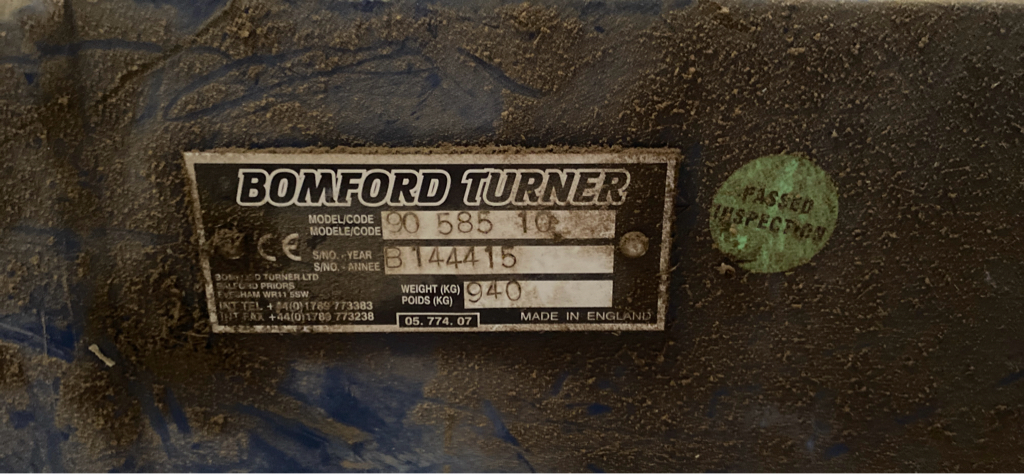 BOMFORD TURNER
MODEL/CODE
MODELE/CODE
90 585 10
CE
S/NO. - YEAR
S/NO. - ANNEE
B 144415
BOMFORD TURNER LTD
SALFORD PRIORS
EVESHAM WR11 5SW
WEIGHT (KG)
POIDS (KG)
940
INT TEL +44(0)1789 773383
INT FAX +44(0)1789 773238
05. 774. 07
MADE IN ENGLAND
PASSED
INSPECTION